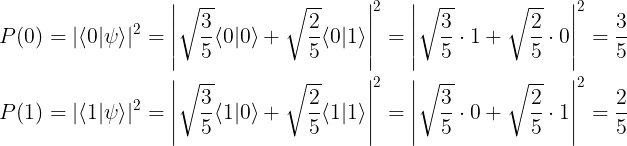 P(0) = |⟨0|ψ⟩|² = |√(3/5)⟨0|0⟩ + √(2/5)⟨0|1⟩|² = |√(3/5) · 1 + √(2/5) · 0|² = 3/5
P(1) = |⟨1|ψ⟩|² = |√(3/5)⟨1|0⟩ + √(2/5)⟨1|1⟩|² = |√(3/5) · 0 + √(2/5) · 1|² = 2/5